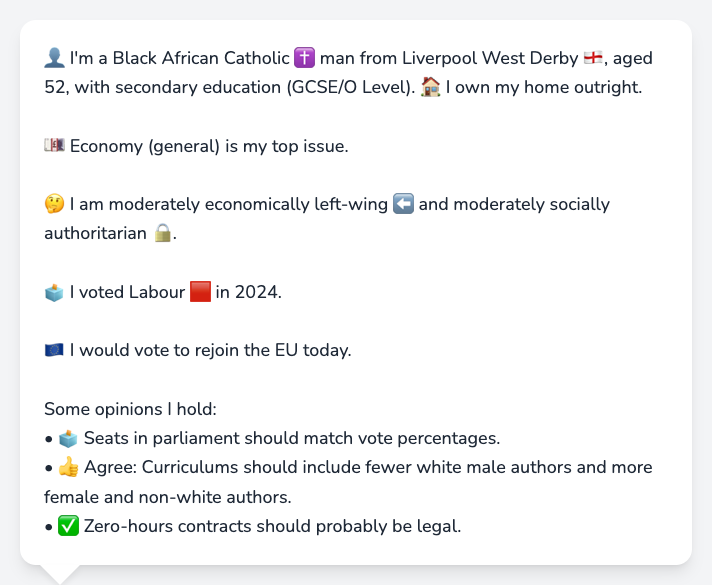 👤 I'm a Black African Catholic ✝️ man from Liverpool West Derby 🏴󠁧󠁢󠁥󠁮󠁧󠁿, aged
52, with secondary education (GCSE/O Level). 🏠 I own my home outright.
💷 Economy (general) is my top issue.
🤔 I am moderately economically left-wing ⬅️ and moderately socially
authoritarian 🔒.
🗳️ I voted Labour 🟥 in 2024.
🇪🇺 I would vote to rejoin the EU today.
Some opinions I hold:
• 🗳️ Seats in parliament should match vote percentages.
• 👍 Agree: Curriculums should include fewer white male authors and more
female and non-white authors.
• ✅ Zero-hours contracts should probably be legal.